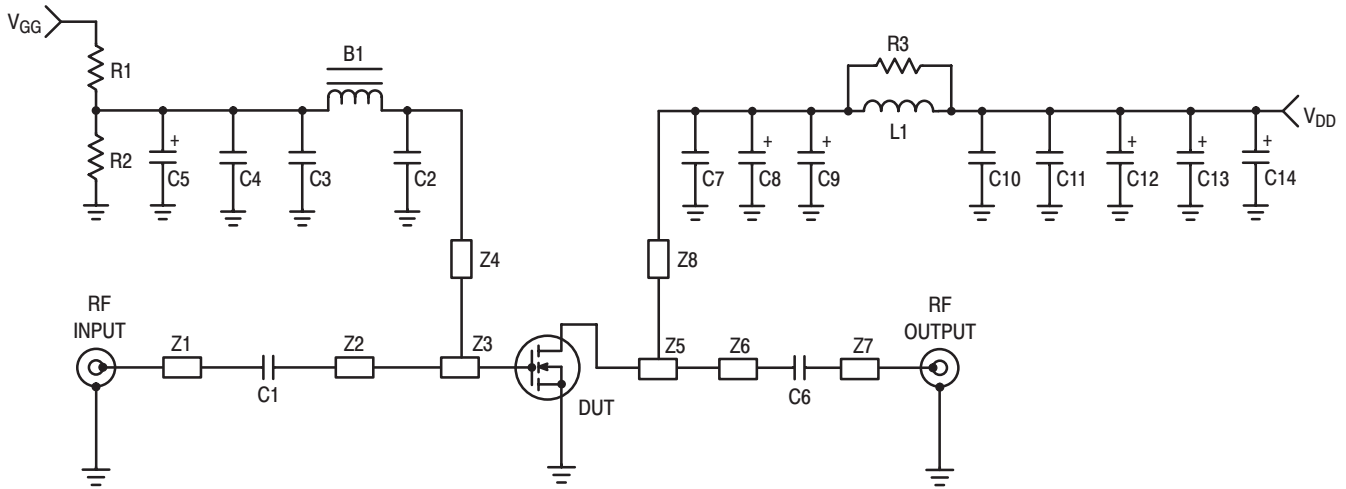 VGG
R1
B1
R3
L1
VDD
R2
+
C5
C4
C3
C2
C7
+
C8
+
C9
C10
C11
+
C12
+
C13
+
C14
Z4
Z8
RF
INPUT
Z1
C1
Z2
Z3
DUT
Z5
Z6
C6
Z7
RF
OUTPUT